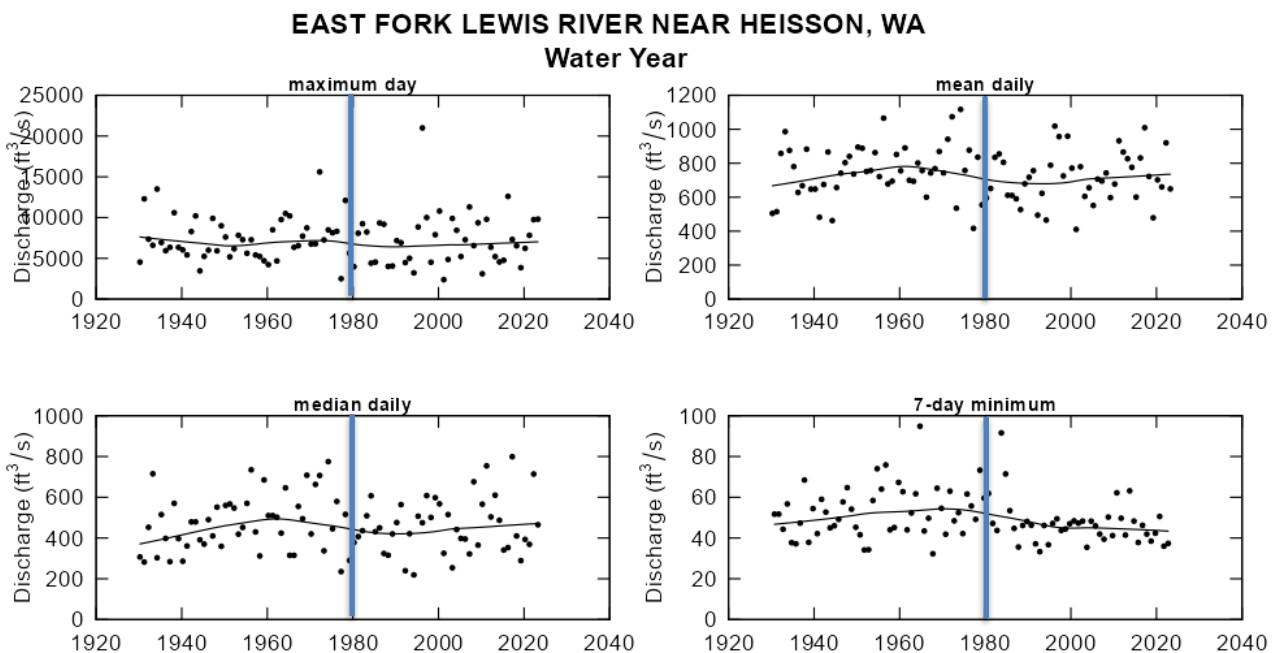 EAST FORK LEWIS RIVER NEAR HEISSON, WA
Water Year
maximum day
Discharge (ft³/s)
25000
20000
15000
10000
5000
0
1920 1940 1960 1980 2000 2020 2040
mean daily
Discharge (ft³/s)
1200
1000
800
600
400
200
0
1920 1940 1960 1980 2000 2020 2040
median daily
Discharge (ft³/s)
1000
800
600
400
200
0
1920 1940 1960 1980 2000 2020 2040
7-day minimum
Discharge (ft³/s)
100
80
60
40
20
0
1920 1940 1960 1980 2000 2020 2040